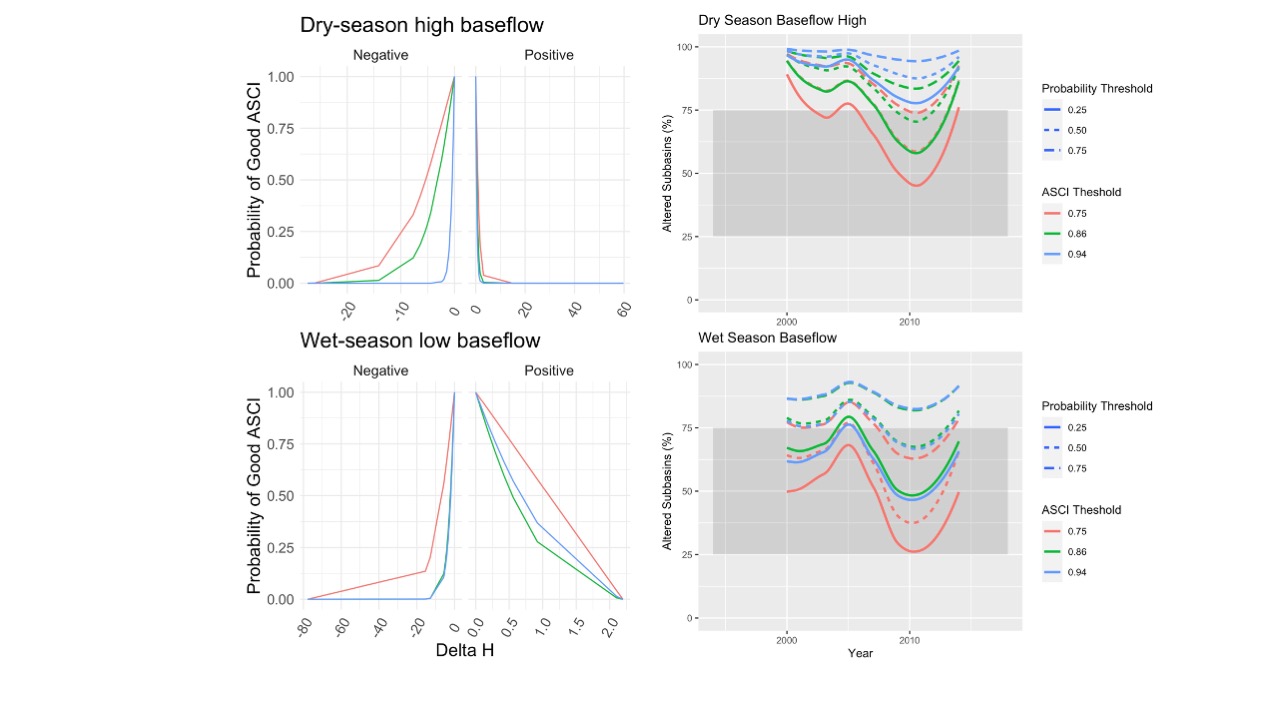 Dry-season high baseflow
Negative Positive
Probability of Good ASCI
1.00
0.75
0.50
0.25
0.00
-20 -10 0 0 20 40 60
Wet-season low baseflow
Negative Positive
Probability of Good ASCI
1.00
0.75
0.50
0.25
0.00
-80 -60 -40 -20 0 0.0 0.5 1.0 1.5 2.0
Delta H
Dry Season Baseflow High
Altered Subbasins (%)
100
75
50
25
0
2000 2010
Probability Threshold
0.25
0.50
0.75
ASCI Theshold
0.75
0.86
0.94
Wet Season Baseflow
Altered Subbasins (%)
100
75
50
25
0
2000 2010
Year
Probability Threshold
0.25
0.50
0.75
ASCI Theshold
0.75
0.86
0.94